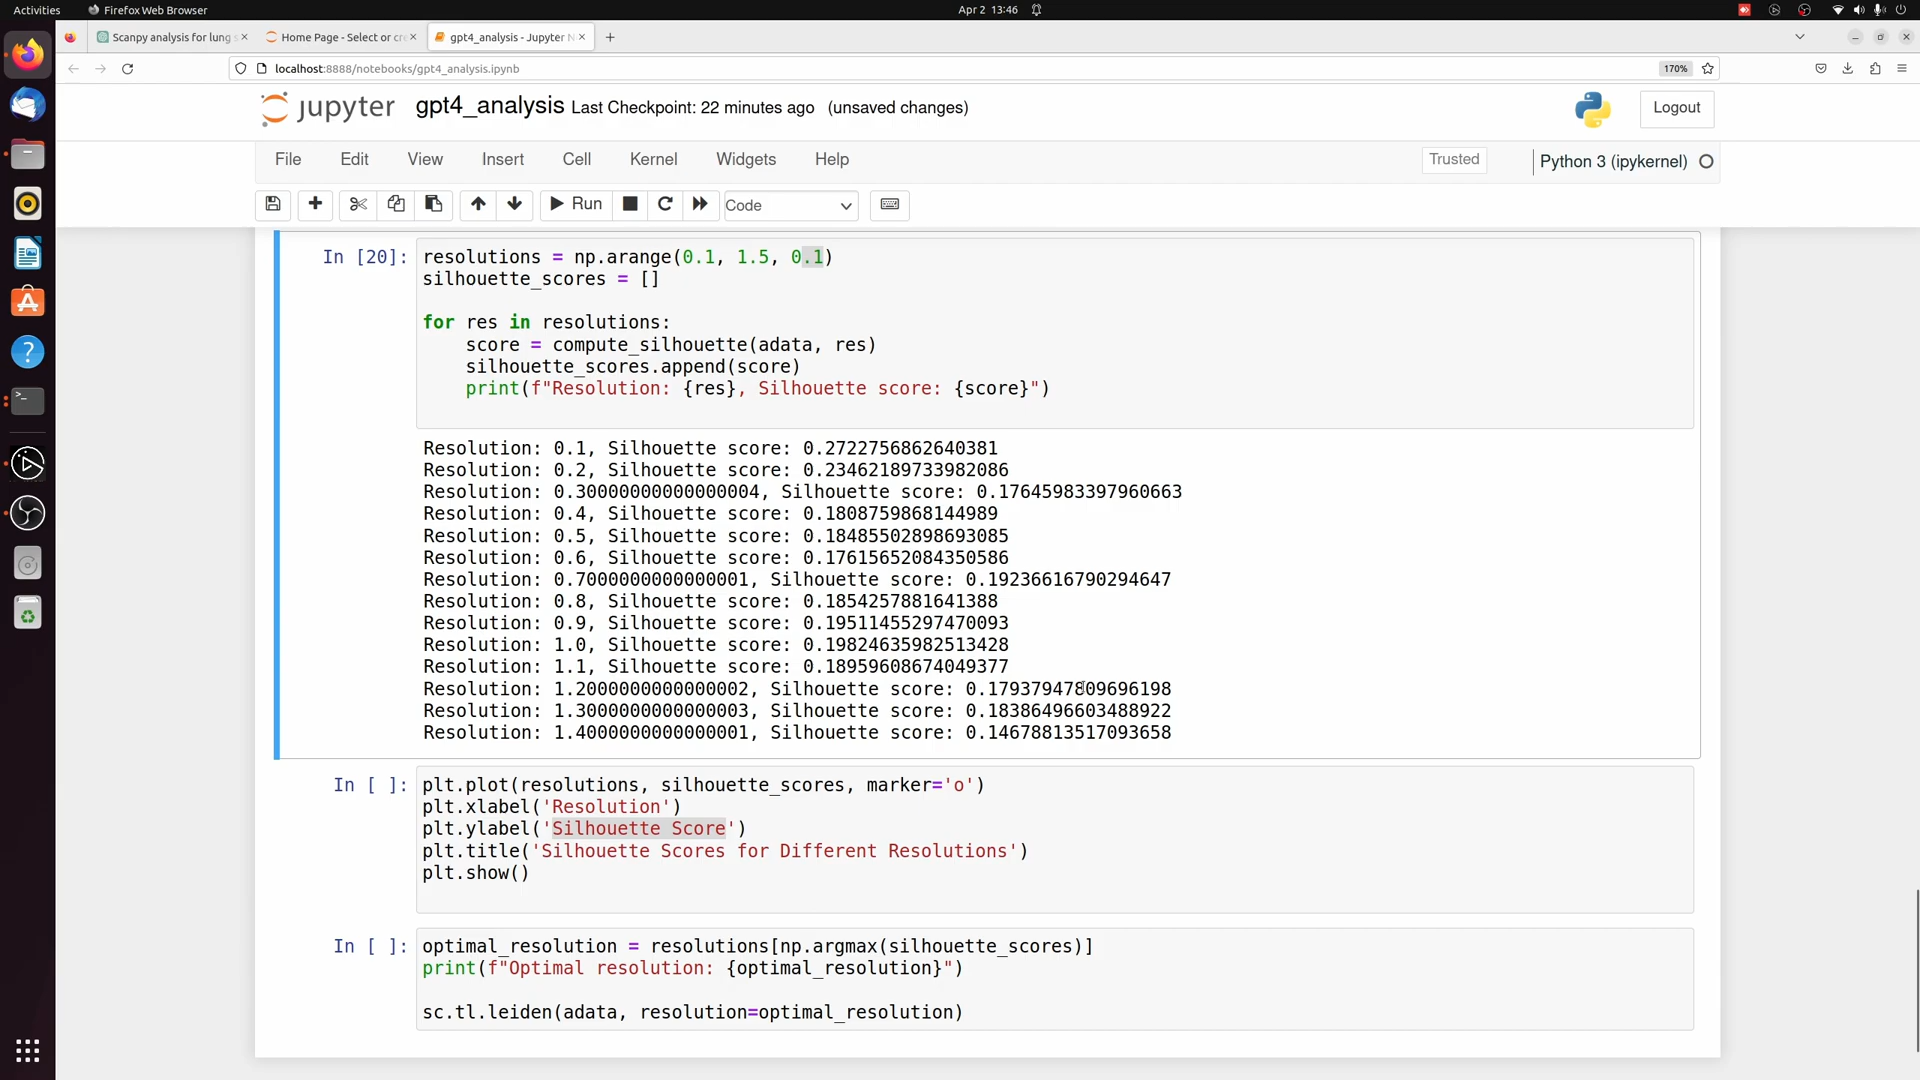 Activities
Firefox Web Browser
Apr 2 13:46
Scanpy analysis for lung s
Home Page - Select or cre
gpt4_analysis - Jupyter N
localhost:8888/notebooks/gpt4_analysis.ipynb
170%
jupyter
gpt4_analysis Last Checkpoint: 22 minutes ago (unsaved changes)
Logout
File Edit View Insert Cell Kernel Widgets Help
Trusted
Python 3 (ipykernel)
Run
Code
In [20]:
resolutions = np.arange(0.1, 1.5, 0.1)
silhouette_scores = []
for res in resolutions:
    score = compute_silhouette(adata, res)
    silhouette_scores.append(score)
    print(f"Resolution: {res}, Silhouette score: {score}")
Resolution: 0.1, Silhouette score: 0.2722756862640381
Resolution: 0.2, Silhouette score: 0.23462189733982086
Resolution: 0.30000000000000004, Silhouette score: 0.17645983397960663
Resolution: 0.4, Silhouette score: 0.1808759868144989
Resolution: 0.5, Silhouette score: 0.18485502898693085
Resolution: 0.6, Silhouette score: 0.17615652084350586
Resolution: 0.7000000000000001, Silhouette score: 0.19236616790294647
Resolution: 0.8, Silhouette score: 0.1854257881641388
Resolution: 0.9, Silhouette score: 0.19511455297470093
Resolution: 1.0, Silhouette score: 0.19824635982513428
Resolution: 1.1, Silhouette score: 0.18959608674049377
Resolution: 1.2000000000000002, Silhouette score: 0.17937947809696198
Resolution: 1.3000000000000003, Silhouette score: 0.18386496603488922
Resolution: 1.4000000000000001, Silhouette score: 0.14678813517093658
In [ ]:
plt.plot(resolutions, silhouette_scores, marker='o')
plt.xlabel('Resolution')
plt.ylabel('Silhouette Score')
plt.title('Silhouette Scores for Different Resolutions')
plt.show()
In [ ]:
optimal_resolution = resolutions[np.argmax(silhouette_scores)]
print(f"Optimal resolution: {optimal_resolution}")
sc.tl.leiden(adata, resolution=optimal_resolution)